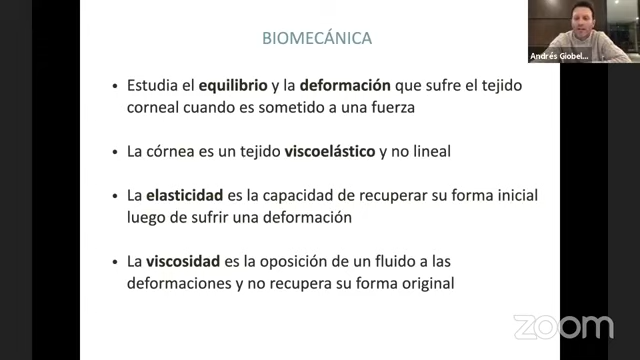 BIOMECÁNICA
Andrés Giobel...
• Estudia el equilibrio y la deformación que sufre el tejido
corneal cuando es sometido a una fuerza
• La córnea es un tejido viscoelástico y no lineal
• La elasticidad es la capacidad de recuperar su forma inicial
luego de sufrir una deformación
• La viscosidad es la oposición de un fluido a las
deformaciones y no recupera su forma original
zoom